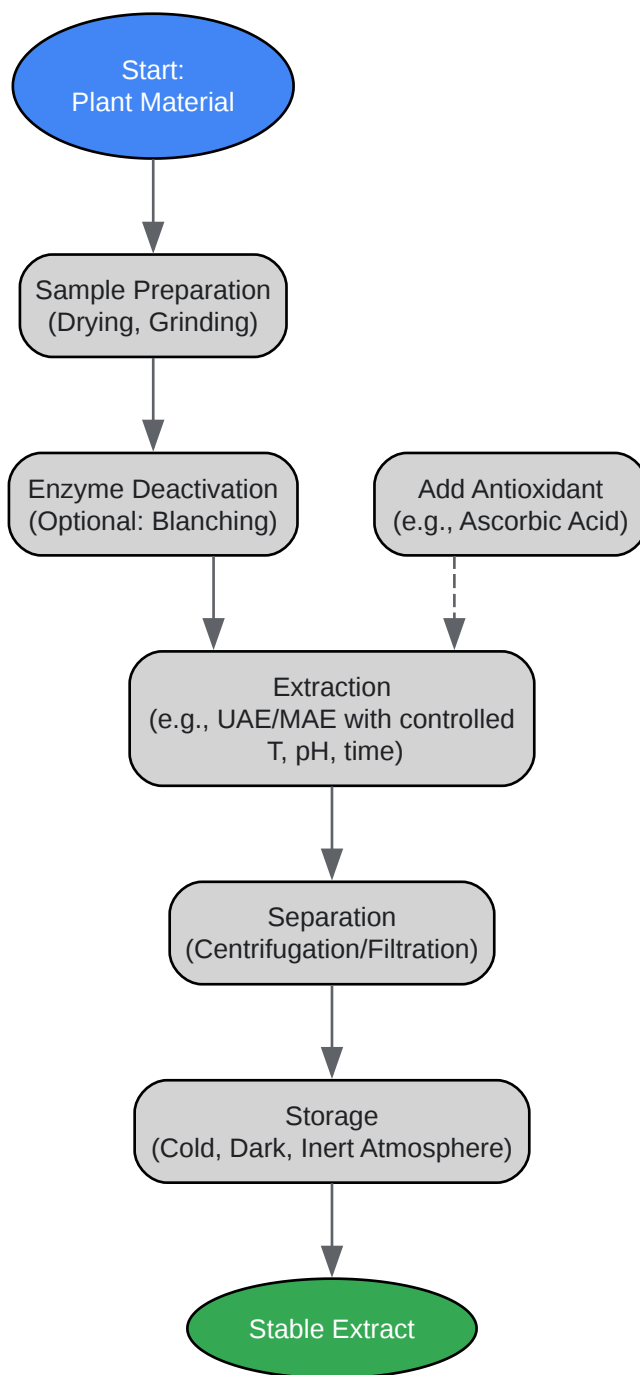 Start:
Plant Material
Sample Preparation
(Drying, Grinding)
Enzyme Deactivation
(Optional: Blanching)
Add Antioxidant
(e.g., Ascorbic Acid)
Extraction
(e.g., UAE/MAE with controlled
T, pH, time)
Separation
(Centrifugation/Filtration)
Storage
(Cold, Dark, Inert Atmosphere)
Stable Extract